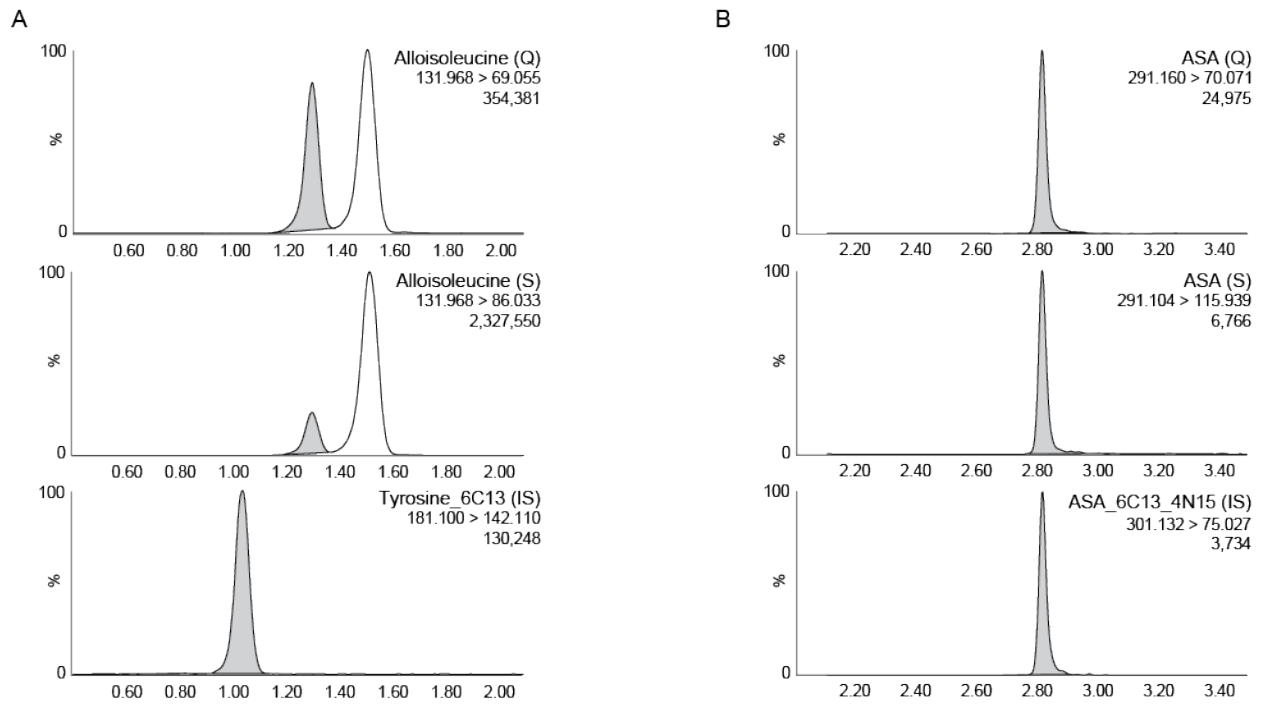 A
100
%
0
Alloisoleucine (Q)
131.968 > 69.055
354,381
0.60 0.80 1.00 1.20 1.40 1.60 1.80 2.00
100
%
0
Alloisoleucine (S)
131.968 > 86.033
2,327,550
0.60 0.80 1.00 1.20 1.40 1.60 1.80 2.00
100
%
0
Tyrosine_6C13 (IS)
181.100 > 142.110
130,248
0.60 0.80 1.00 1.20 1.40 1.60 1.80 2.00
B
100
%
0
ASA (Q)
291.160 > 70.071
24,975
2.20 2.40 2.60 2.80 3.00 3.20 3.40
100
%
0
ASA (S)
291.104 > 115.939
6,766
2.20 2.40 2.60 2.80 3.00 3.20 3.40
100
%
0
ASA_6C13_4N15 (IS)
301.132 > 75.027
3,734
2.20 2.40 2.60 2.80 3.00 3.20 3.40